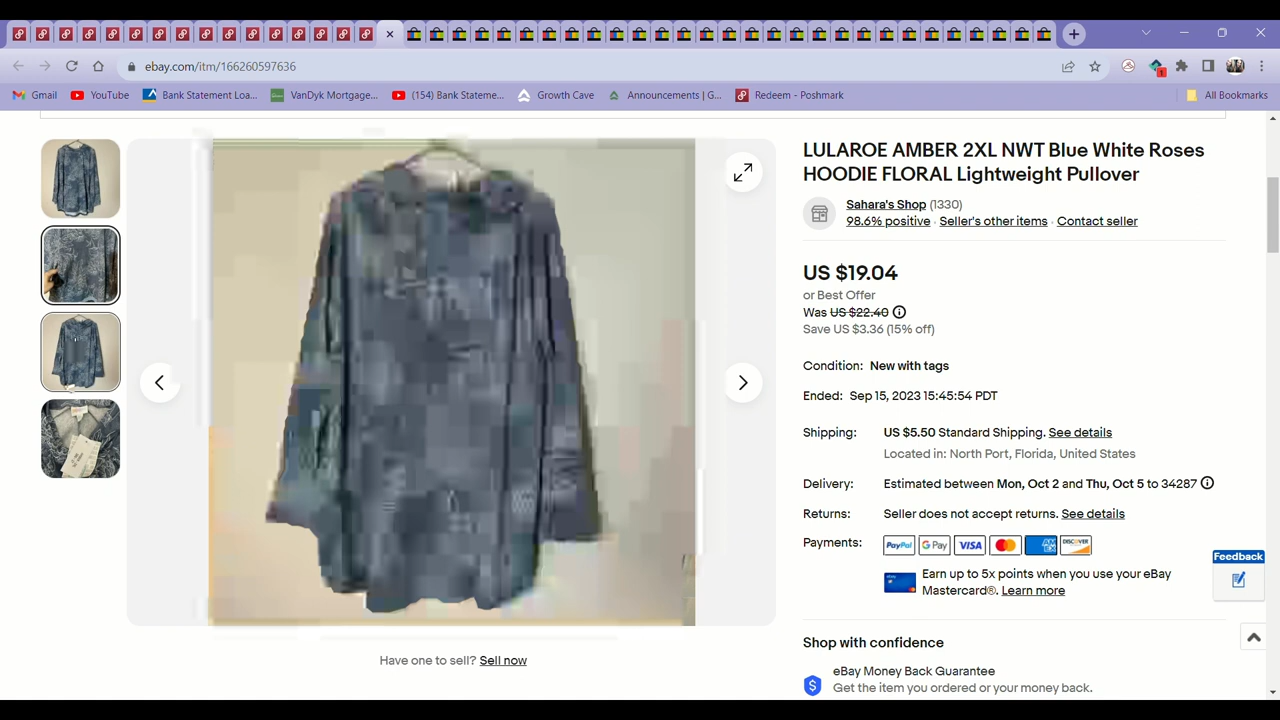 ebay.com/itm/166260597636
1
Gmail
YouTube
Bank Statement Loa...
VanDyk Mortgage...
(154) Bank Stateme...
Growth Cave
Announcements | G...
Redeem - Poshmark
All Bookmarks
LULAROE AMBER 2XL NWT Blue White Roses
HOODIE FLORAL Lightweight Pullover
Sahara's Shop (1330)
98.6% positive · Seller's other items · Contact seller
US $19.04
or Best Offer
Was US $22.40
Save US $3.36 (15% off)
Condition: New with tags
Ended: Sep 15, 2023 15:45:54 PDT
Shipping: US $5.50 Standard Shipping. See details
Located in: North Port, Florida, United States
Delivery: Estimated between Mon, Oct 2 and Thu, Oct 5 to 34287
Returns: Seller does not accept returns. See details
Payments: PayPal G Pay VISA AMEX DISCOVER
Feedback
Earn up to 5x points when you use your eBay
Mastercard®. Learn more
Shop with confidence
Have one to sell? Sell now
eBay Money Back Guarantee
Get the item you ordered or your money back.